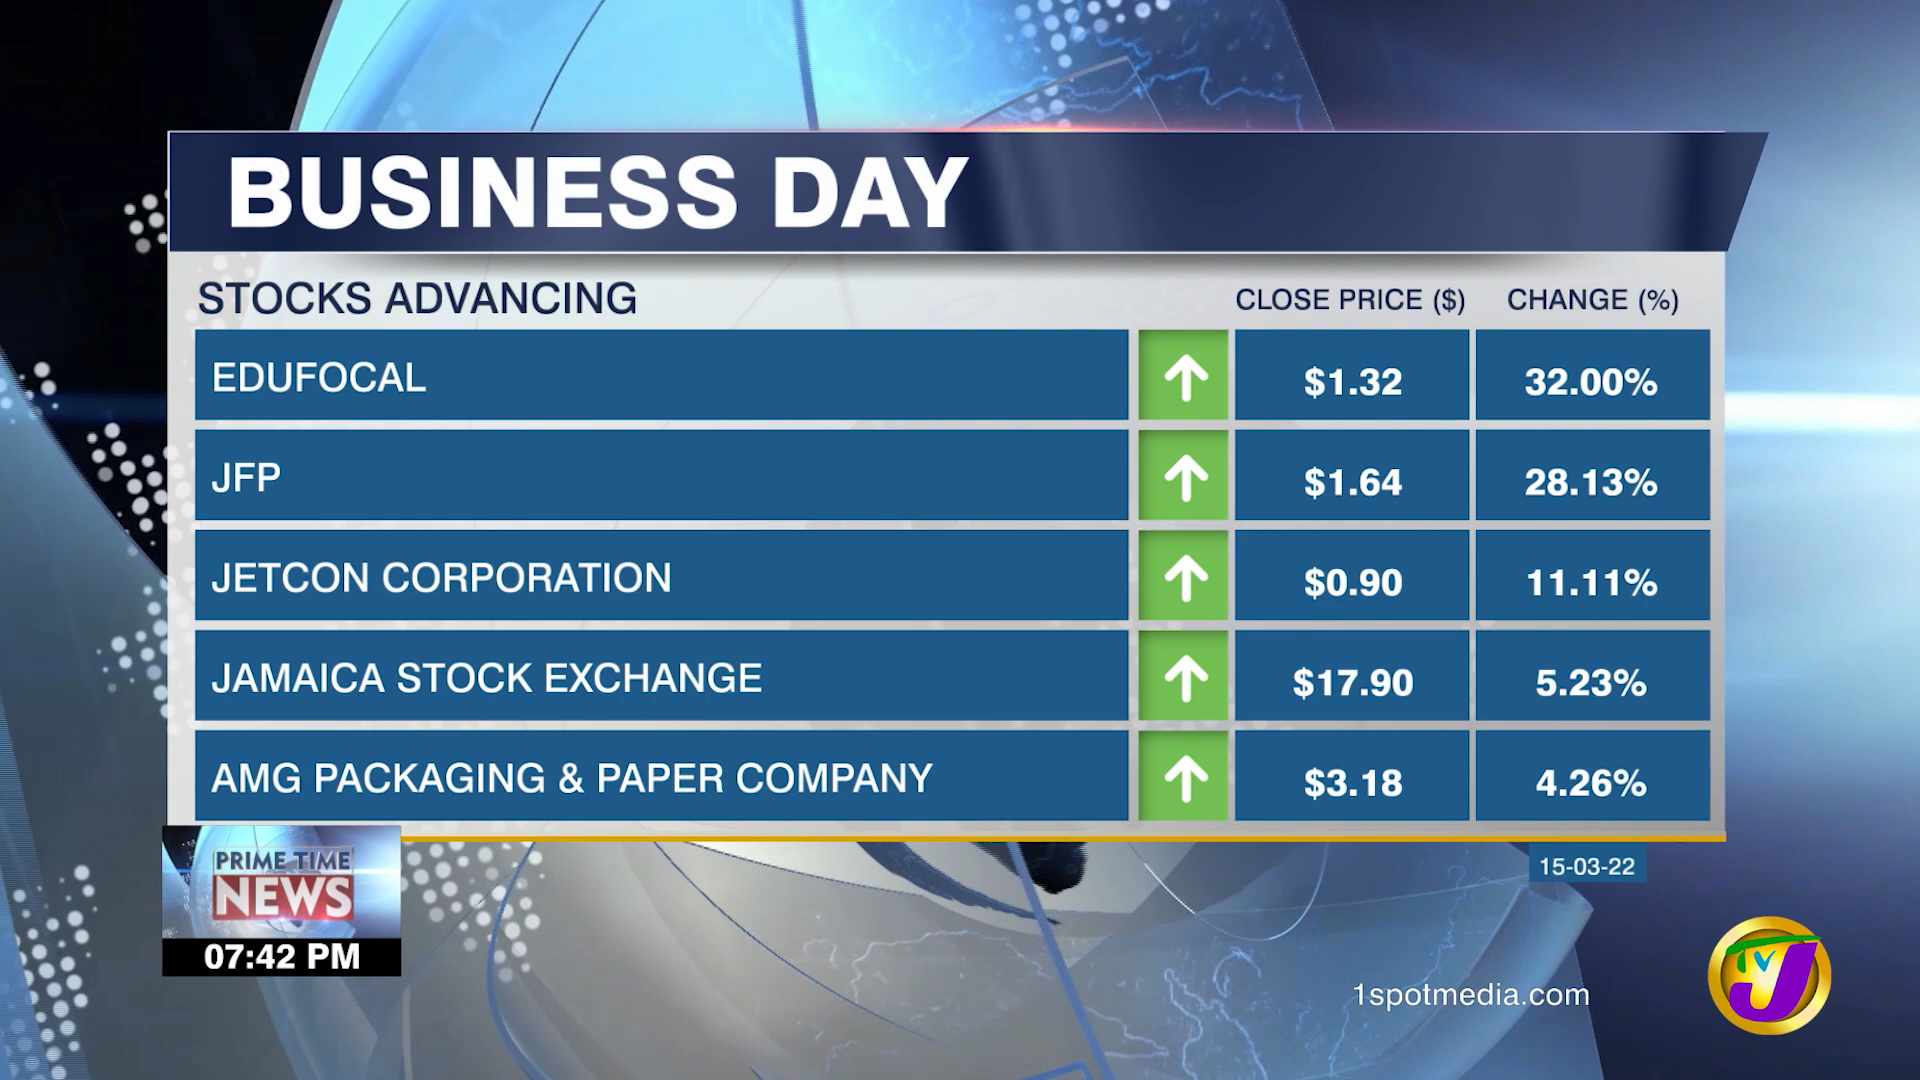 BUSINESS DAY
STOCKS ADVANCING CLOSE PRICE ($) CHANGE (%)
EDUFOCAL $1.32 32.00%
JFP $1.64 28.13%
JETCON CORPORATION $0.90 11.11%
JAMAICA STOCK EXCHANGE $17.90 5.23%
AMG PACKAGING & PAPER COMPANY $3.18 4.26%
15-03-22
PRIME TIME
NEWS
07:42 PM
1spotmedia.com
TVJ